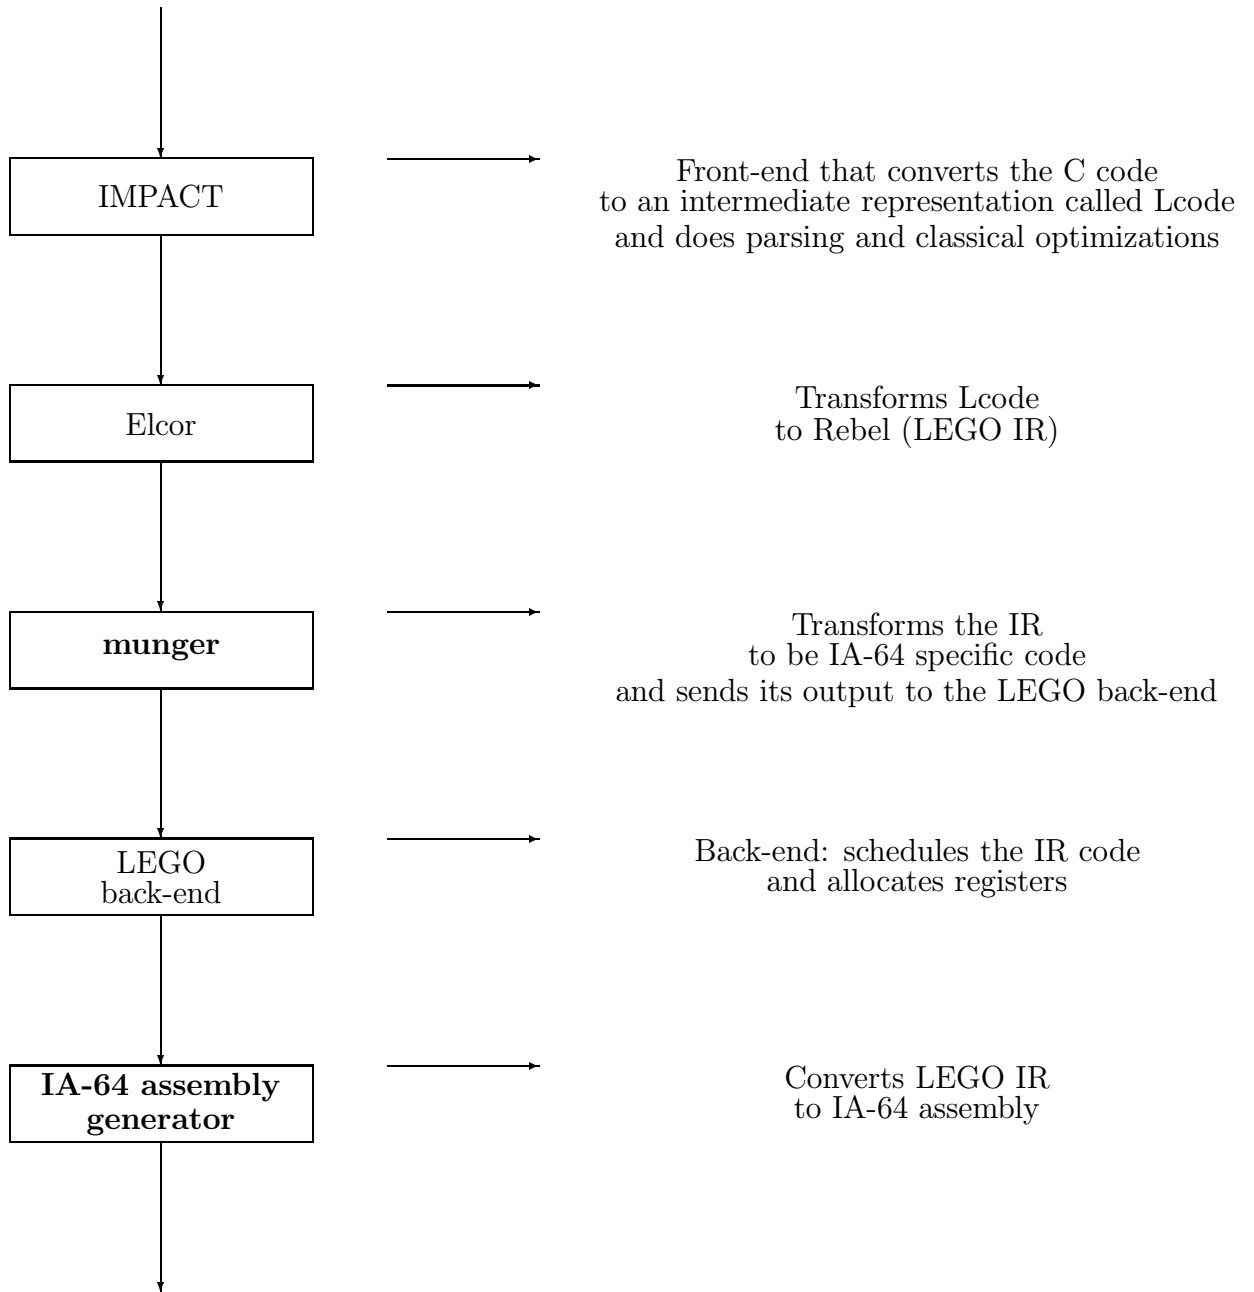 IMPACT
Front-end that converts the C code
to an intermediate representation called Lcode
and does parsing and classical optimizations
Elcor
Transforms Lcode
to Rebel (LEGO IR)
munger
Transforms the IR
to be IA-64 specific code
and sends its output to the LEGO back-end
LEGO
back-end
Back-end: schedules the IR code
and allocates registers
IA-64 assembly
generator
Converts LEGO IR
to IA-64 assembly